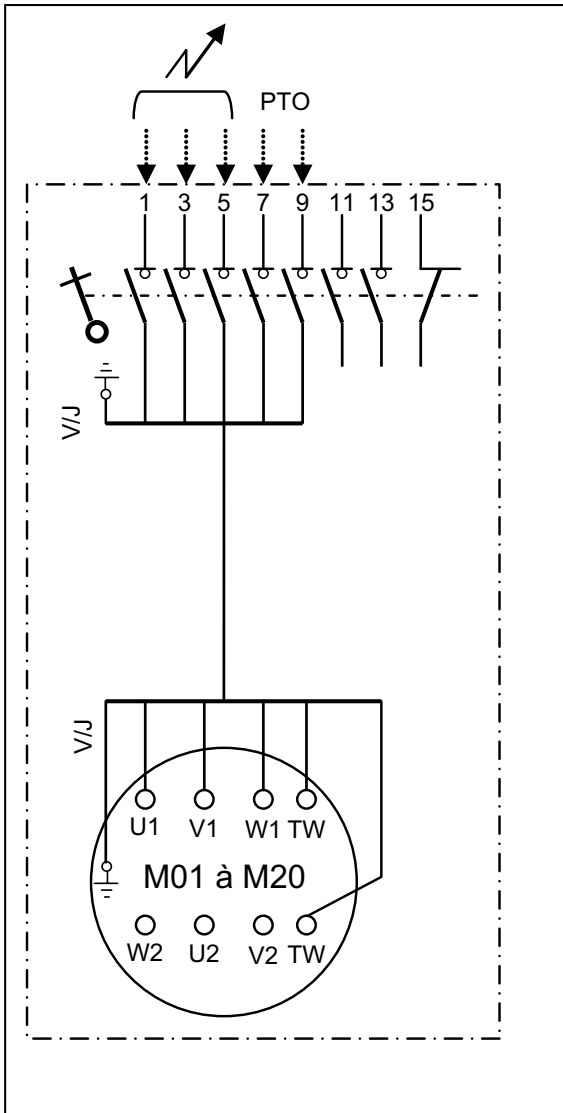 PTO
1 3 5 7 9 11 13 15
V/J
V/J
U1 V1 W1 TW
M01 à M20
W2 U2 V2 TW